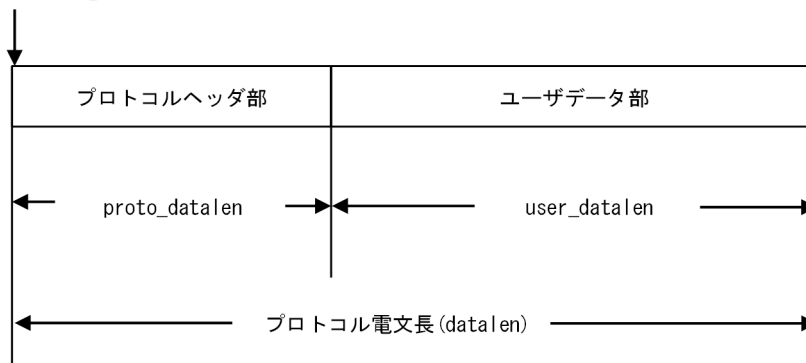 プロトコルヘッダ部 ユーザデータ部
proto_datalen user_datalen
プロトコル電文長(datalen)